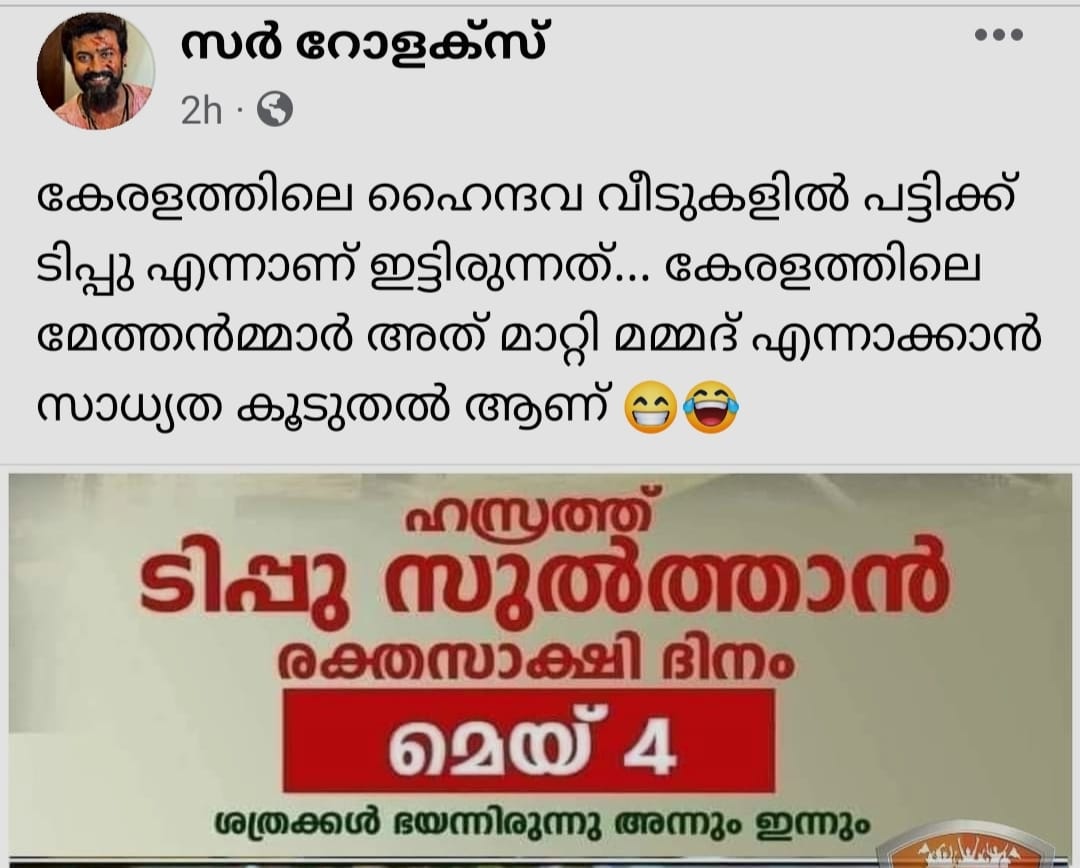 സർ റോളക്സ്
2h ·
കേരളത്തിലെ ഹൈന്ദവ വീടുകളിൽ പട്ടിക്ക്
ടിപ്പു എന്നാണ് ഇട്ടിരുന്നത്... കേരളത്തിലെ
മേത്തൻമ്മാർ അത് മാറ്റി മമ്മദ് എന്നാക്കാൻ
സാധ്യത കൂടുതൽ ആണ് 😁😂
ഹസ്രത്ത്
ടിപ്പു സുൽത്താൻ
രക്തസാക്ഷി ദിനം
മെയ് 4
ശത്രക്കൾ ഭയന്നിരുന്നു അന്നും ഇന്നും